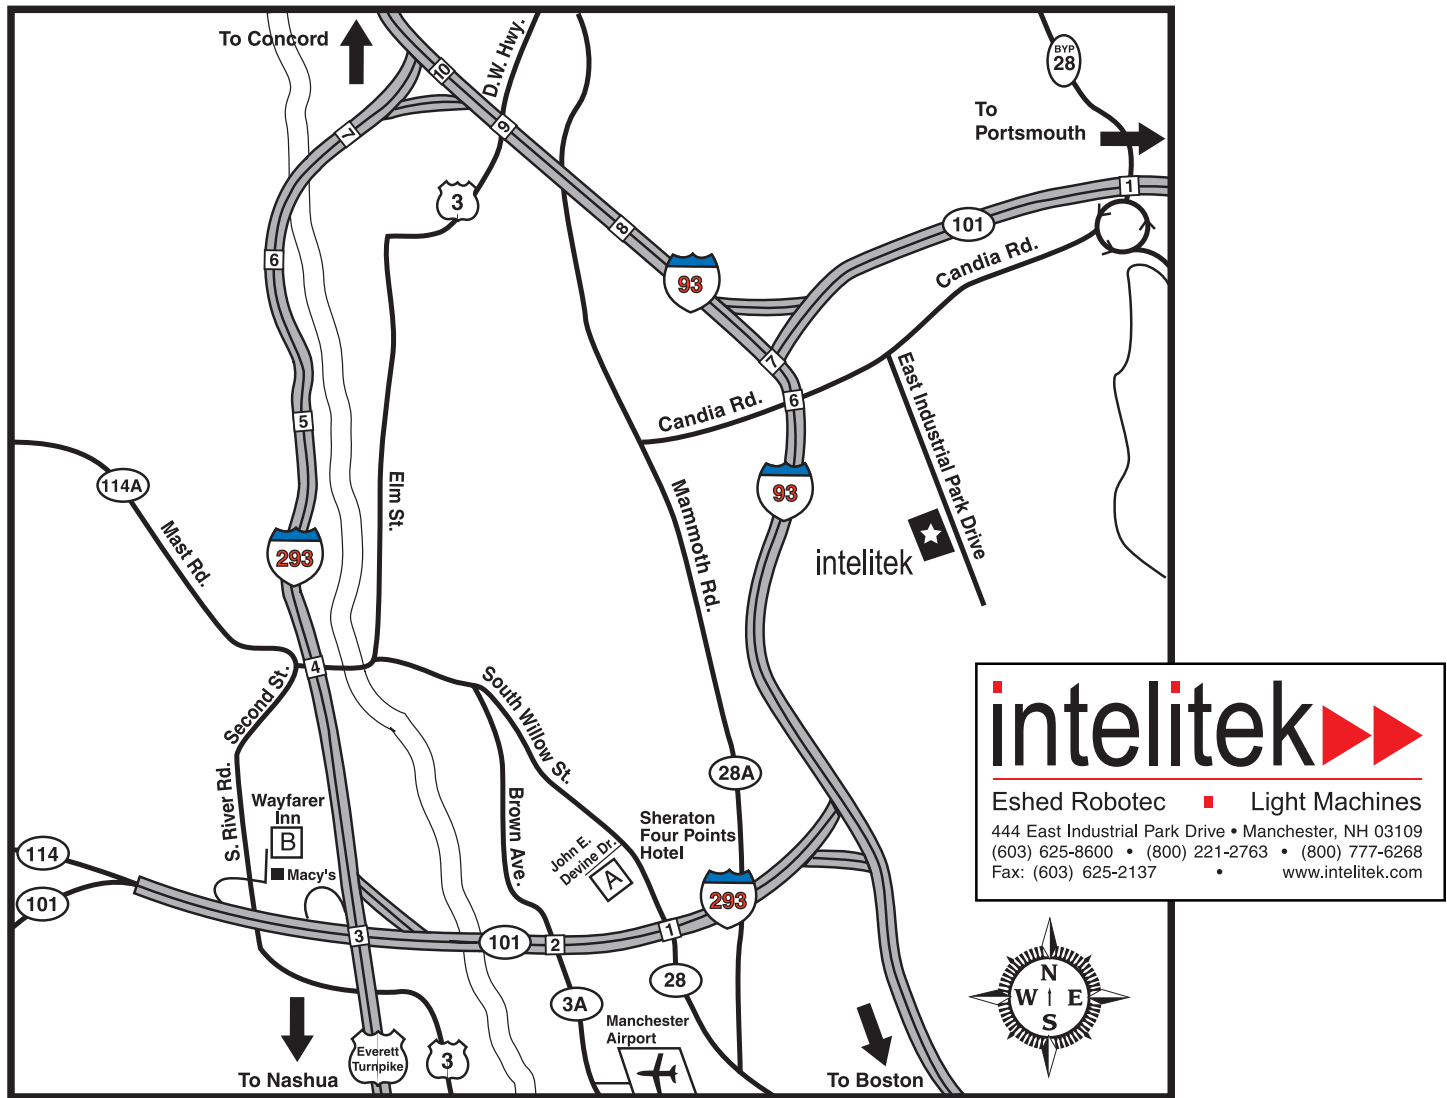 To Concord
D.W. Hwy.
BYP
28
To
Portsmouth
10
9
7
3
8
6
1
101
Candia Rd.
93
7
6
Candia Rd.
East Industrial Park Drive
5
Elm St.
114A
Mast Rd.
293
93
Mammoth Rd.
intelitek
4
Second St.
South Willow St.
S. River Rd.
Brown Ave.
28A
Wayfarer
Inn
B
Macy's
Sheraton
Four Points
Hotel
John E.
Devine Dr.
A
114
101
293
3
101
2
1
28
3A
Manchester
Airport
Everett
Turnpike
3
To Nashua
To Boston
intelitek
Eshed Robotec ▪ Light Machines
444 East Industrial Park Drive • Manchester, NH 03109
(603) 625-8600 • (800) 221-2763 • (800) 777-6268
Fax: (603) 625-2137 • www.intelitek.com
N
W E
S